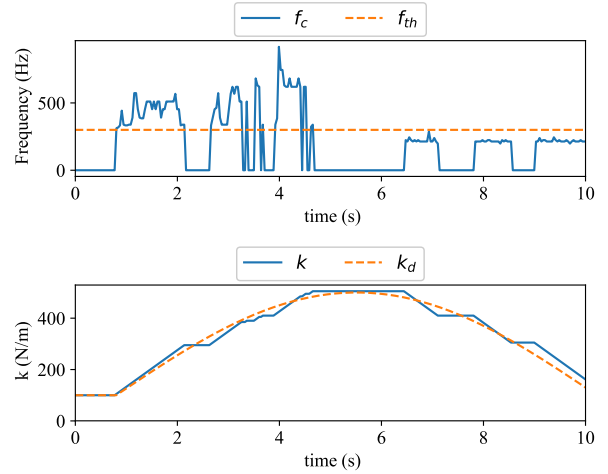 f_c f_th
Frequency (Hz)
500
0
0 2 4 6 8 10
time (s)
k k_d
k (N/m)
400
200
0
0 2 4 6 8 10
time (s)